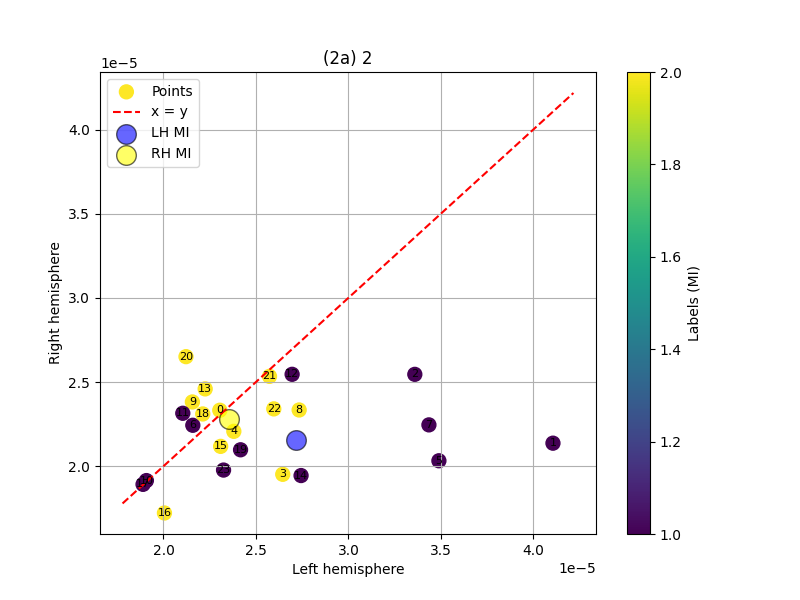 (2a) 2
1e−5
Points
x = y
LH MI
RH MI
4.0
3.5
3.0
2.5
2.0
Right hemisphere
20
21
13
9
0
18
22
8
4
15
3
16
2.0
2.5
3.0
3.5
4.0
Left hemisphere
1e−5
2.0
1.8
1.6
1.4
1.2
1.0
Labels (MI)